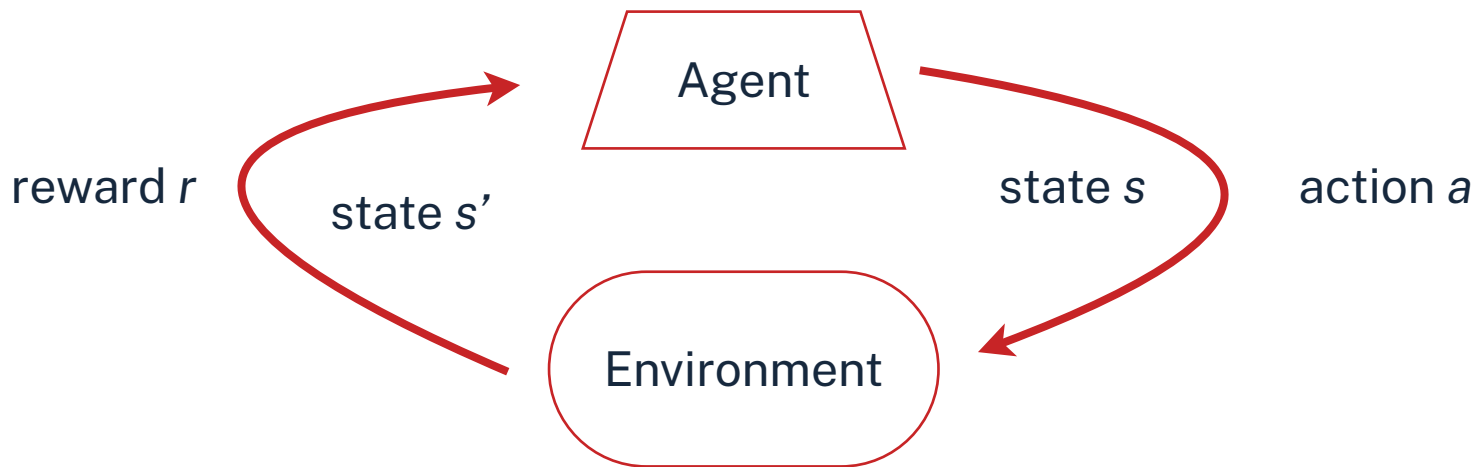 Agent
reward r
state s’
state s
action a
Environment